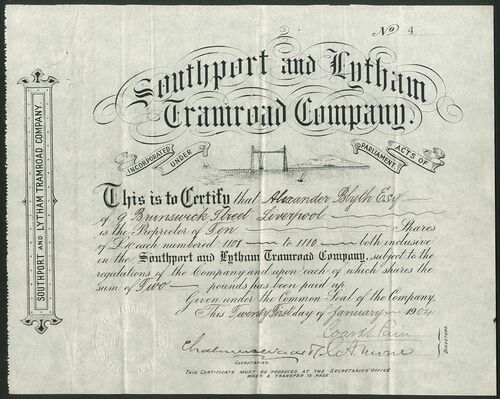 No 4
Southport and Lytham
Tramroad Company.
INCORPORATED UNDER PARLIAMENT ACTS OF
This is to Certify that Alexander Blyth Esq
of 9 Brunswick Street Liverpool
is the Proprietor of Ten Shares
of £10 each numbered 1101 to 1110 both inclusive
in the Southport and Lytham Tramroad Company, subject to the
regulations of the Company and upon each of which shares the
sum of Two pounds has been paid up.
Given under the Common Seal of the Company.
This Twenty First day of January 1904
DIRECTORS.
SECRETARIES.
THIS CERTIFICATE MUST BE PRODUCED AT THE SECRETARIES OFFICE
WHEN A TRANSFER IS MADE
SOUTHPORT AND LYTHAM TRAMROAD COMPANY.